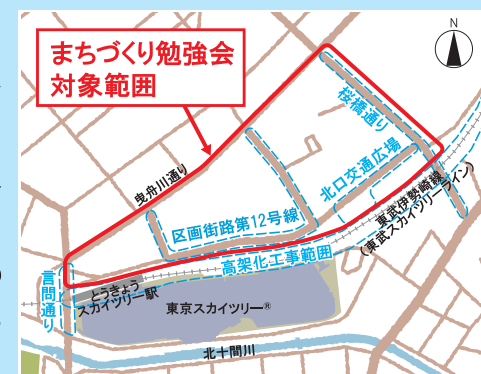 まちづくり勉強会
対象範囲
N
桜橋通り
北口交通広場
曳舟川通り
東武伊勢崎線
(東武スカイツリーライン)
区画街路第12号線
高架化工事範囲
言問通り
とうきょう
スカイツリー駅
東京スカイツリー®
北十間川